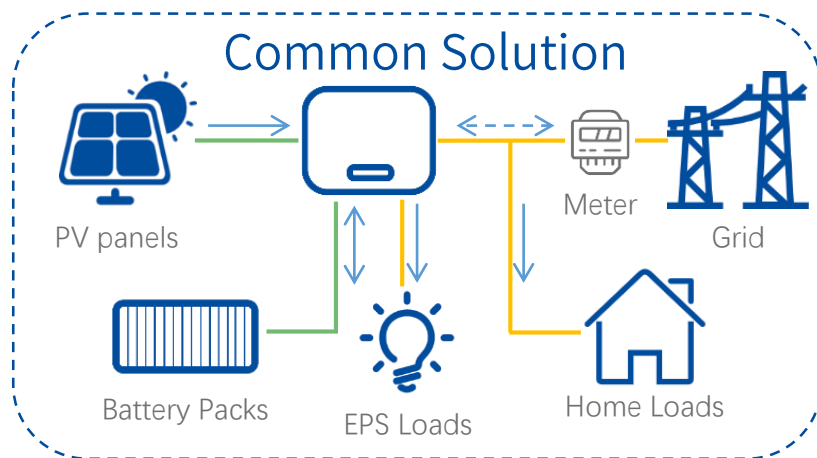 Common Solution
PV panels
Meter
Grid
Battery Packs
EPS Loads
Home Loads